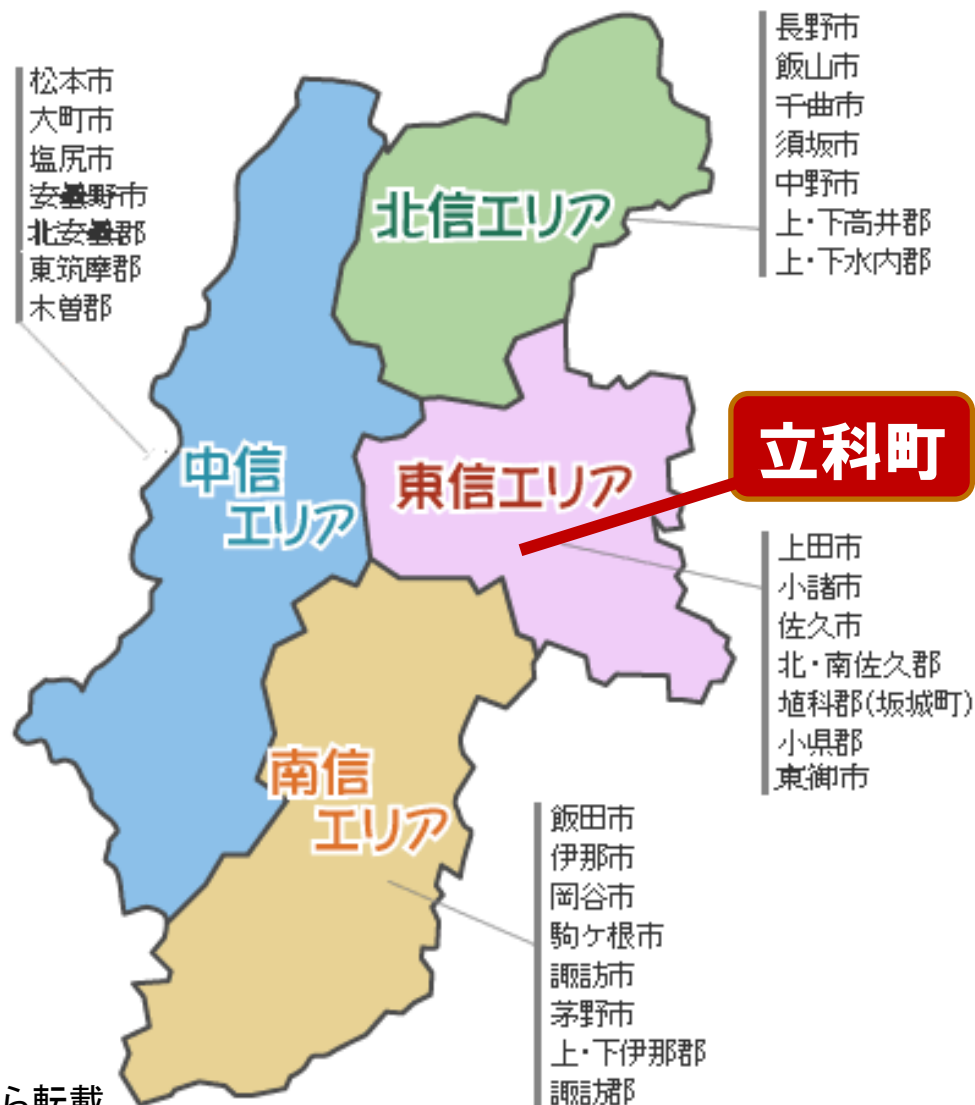 長野市
飯山市
千曲市
須坂市
中野市
上・下高井郡
上・下水内郡
松本市
大町市
塩尻市
安曇野市
北安曇郡
東筑摩郡
木曽郡
北信エリア
中信
エリア
東信エリア
立科町
上田市
小諸市
佐久市
北・南佐久郡
埴科郡(坂城町)
小県郡
東御市
南信
エリア
飯田市
伊那市
岡谷市
駒ヶ根市
諏訪市
茅野市
上・下伊那郡
諏訪郡
ら転載